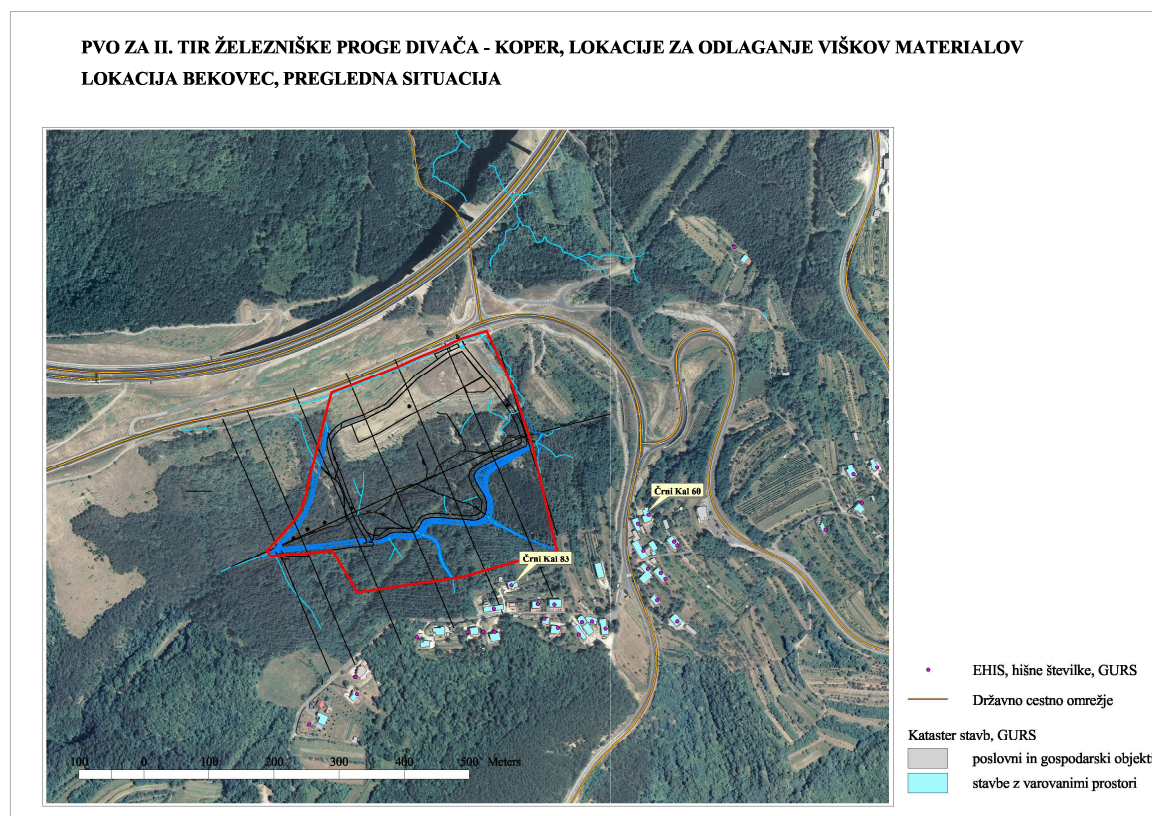 PVO ZA II. TIR ŽELEZNIŠKE PROGE DIVAČA - KOPER, LOKACIJE ZA ODLAGANJE VIŠKOV MATERIALOV
LOKACIJA BEKOVEC, PREGLEDNA SITUACIJA
Črni Kal 60
Črni Kal 83
EHIS, hišne številke, GURS
Državno cestno omrežje
Kataster stavb, GURS
poslovni in gospodarski objekti
stavbe z varovanimi prostori
100 0 100 200 300 400 500 Meters